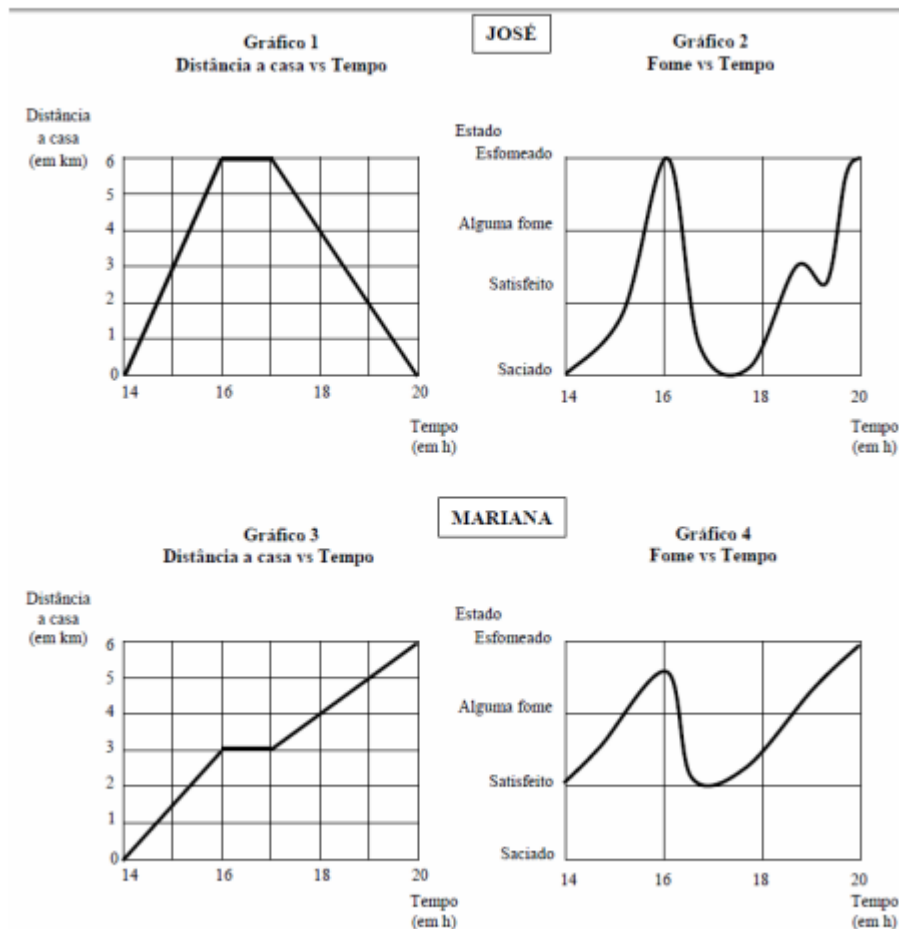 JOSÉ
Gráfico 1
Distância a casa vs Tempo
Distância
a casa
(em km)
6
5
4
3
2
1
0
14
16
18
20
Tempo
(em h)
Gráfico 2
Fome vs Tempo
Estado
Esfomeado
Alguma fome
Satisfeito
Saciado
14
16
18
20
Tempo
(em h)
MARIANA
Gráfico 3
Distância a casa vs Tempo
Distância
a casa
(em km)
6
5
4
3
2
1
0
14
16
18
20
Tempo
(em h)
Gráfico 4
Fome vs Tempo
Estado
Esfomeado
Alguma fome
Satisfeito
Saciado
14
16
18
20
Tempo
(em h)